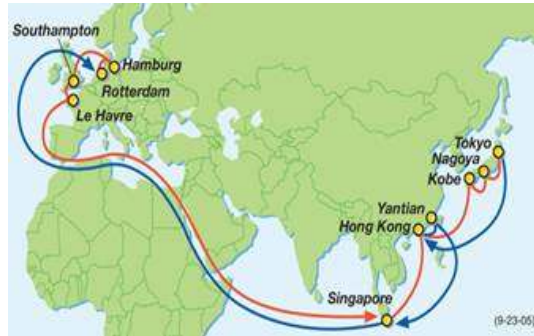 Southampton
Hamburg
Rotterdam
Le Havre
Tokyo
Nagoya
Kobe
Yantian
Hong Kong
Singapore
(9-23-05)